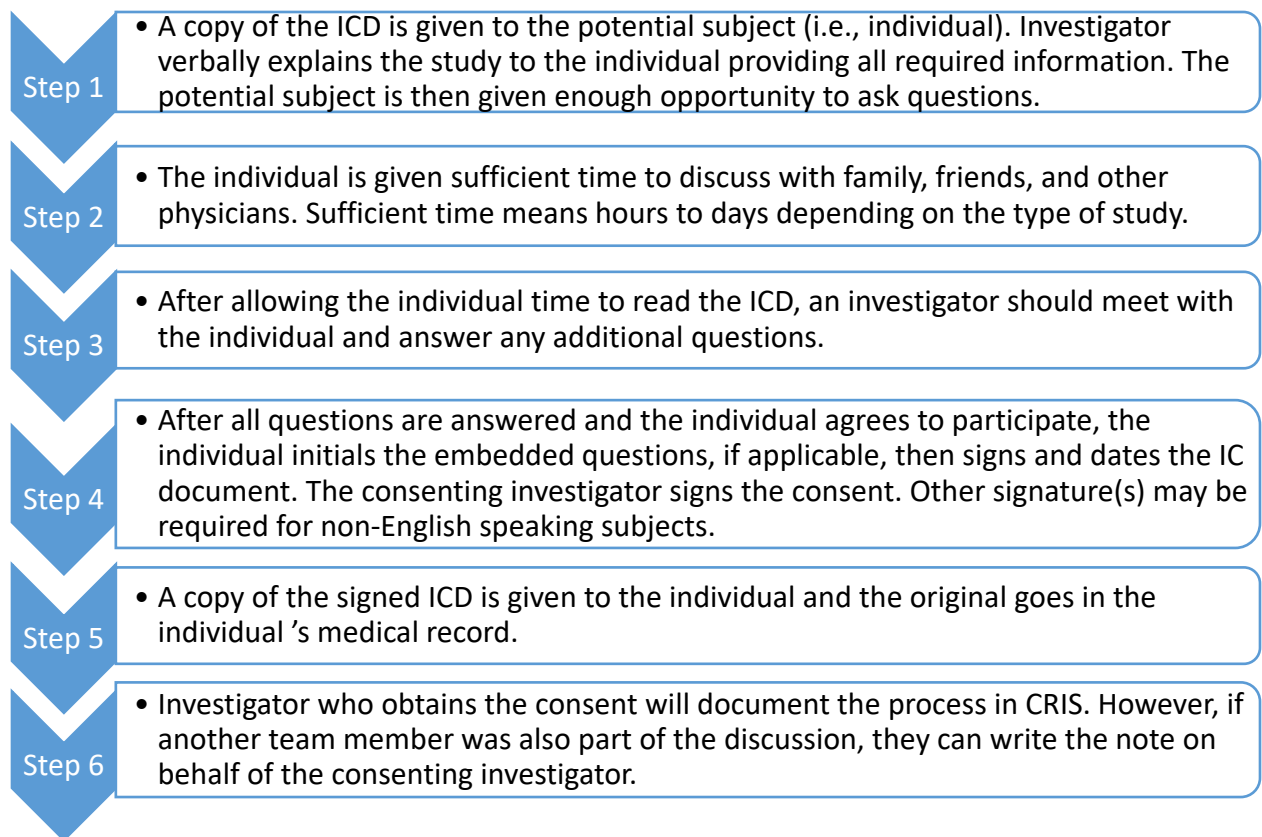 Step 1
• A copy of the ICD is given to the potential subject (i.e., individual). Investigator
verbally explains the study to the individual providing all required information. The
potential subject is then given enough opportunity to ask questions.
Step 2
• The individual is given sufficient time to discuss with family, friends, and other
physicians. Sufficient time means hours to days depending on the type of study.
Step 3
• After allowing the individual time to read the ICD, an investigator should meet with
the individual and answer any additional questions.
Step 4
• After all questions are answered and the individual agrees to participate, the
individual initials the embedded questions, if applicable, then signs and dates the IC
document. The consenting investigator signs the consent. Other signature(s) may be
required for non-English speaking subjects.
Step 5
• A copy of the signed ICD is given to the individual and the original goes in the
individual ’s medical record.
Step 6
• Investigator who obtains the consent will document the process in CRIS. However, if
another team member was also part of the discussion, they can write the note on
behalf of the consenting investigator.